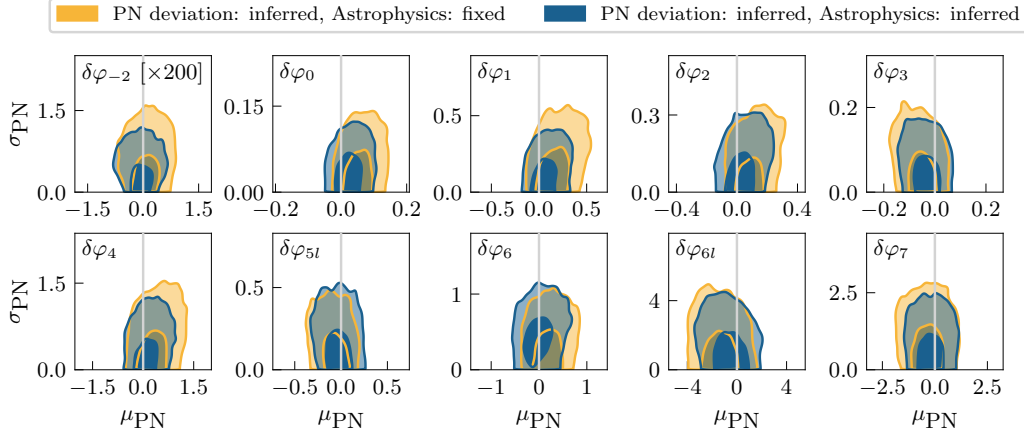 PN deviation: inferred, Astrophysics: fixed
PN deviation: inferred, Astrophysics: inferred
δφ₋₂ [×200]
δφ₀
δφ₁
δφ₂
δφ₃
σPN
1.5
0.0
0.15
0.00
0.5
0.0
0.3
0.0
0.2
0.0
−1.5 0.0 1.5
−0.2 0.0 0.2
−0.5 0.0 0.5
−0.4 0.0 0.4
−0.2 0.0 0.2
δφ₄
δφ₅ₗ
δφ₆
δφ₆ₗ
δφ₇
σPN
1.5
0.0
0.5
0.0
1
0
4
0
2.5
0.0
−1.5 0.0 1.5
−0.5 0.0 0.5
−1 0 1
−4 0 4
−2.5 0.0 2.5
μPN
μPN
μPN
μPN
μPN